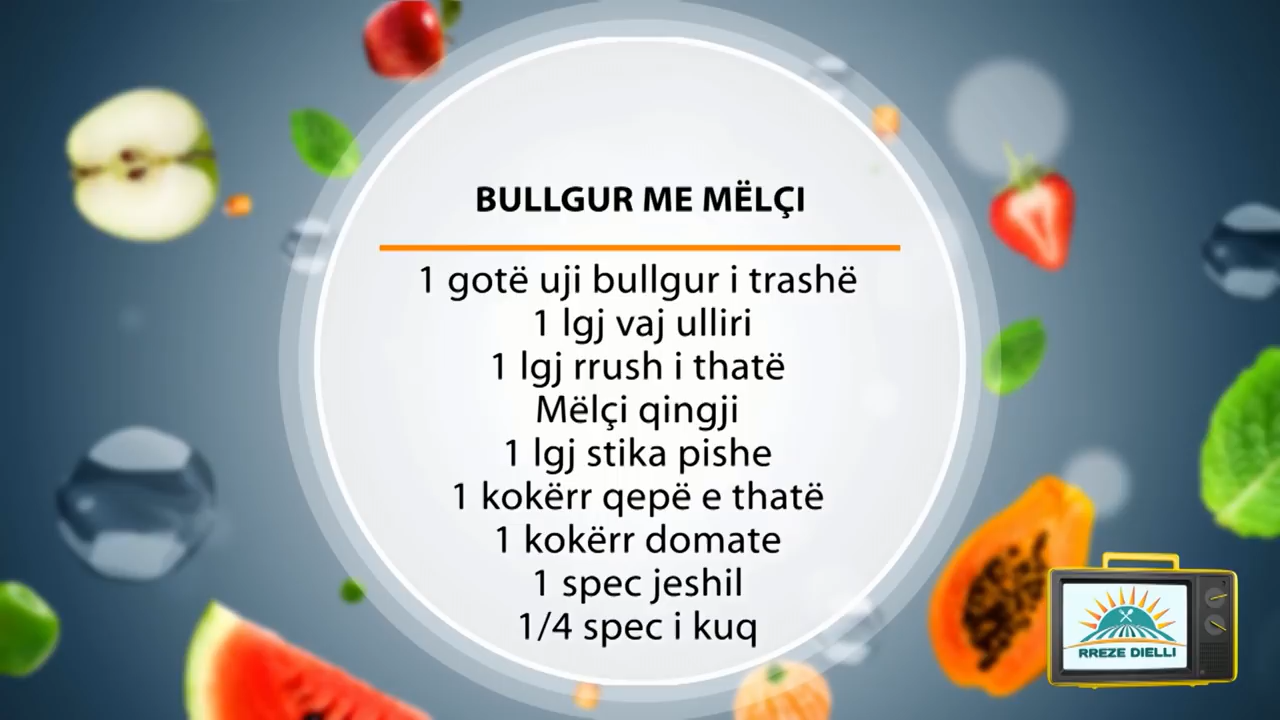 BULLGUR ME MËLÇI
1 gotë uji bullgur i trashë
1 lgj vaj ulliri
1 lgj rrush i thatë
Mëlçi qingji
1 lgj stika pishe
1 kokërr qepë e thatë
1 kokërr domate
1 spec jeshil
1/4 spec i kuq
RREZE DIELLI